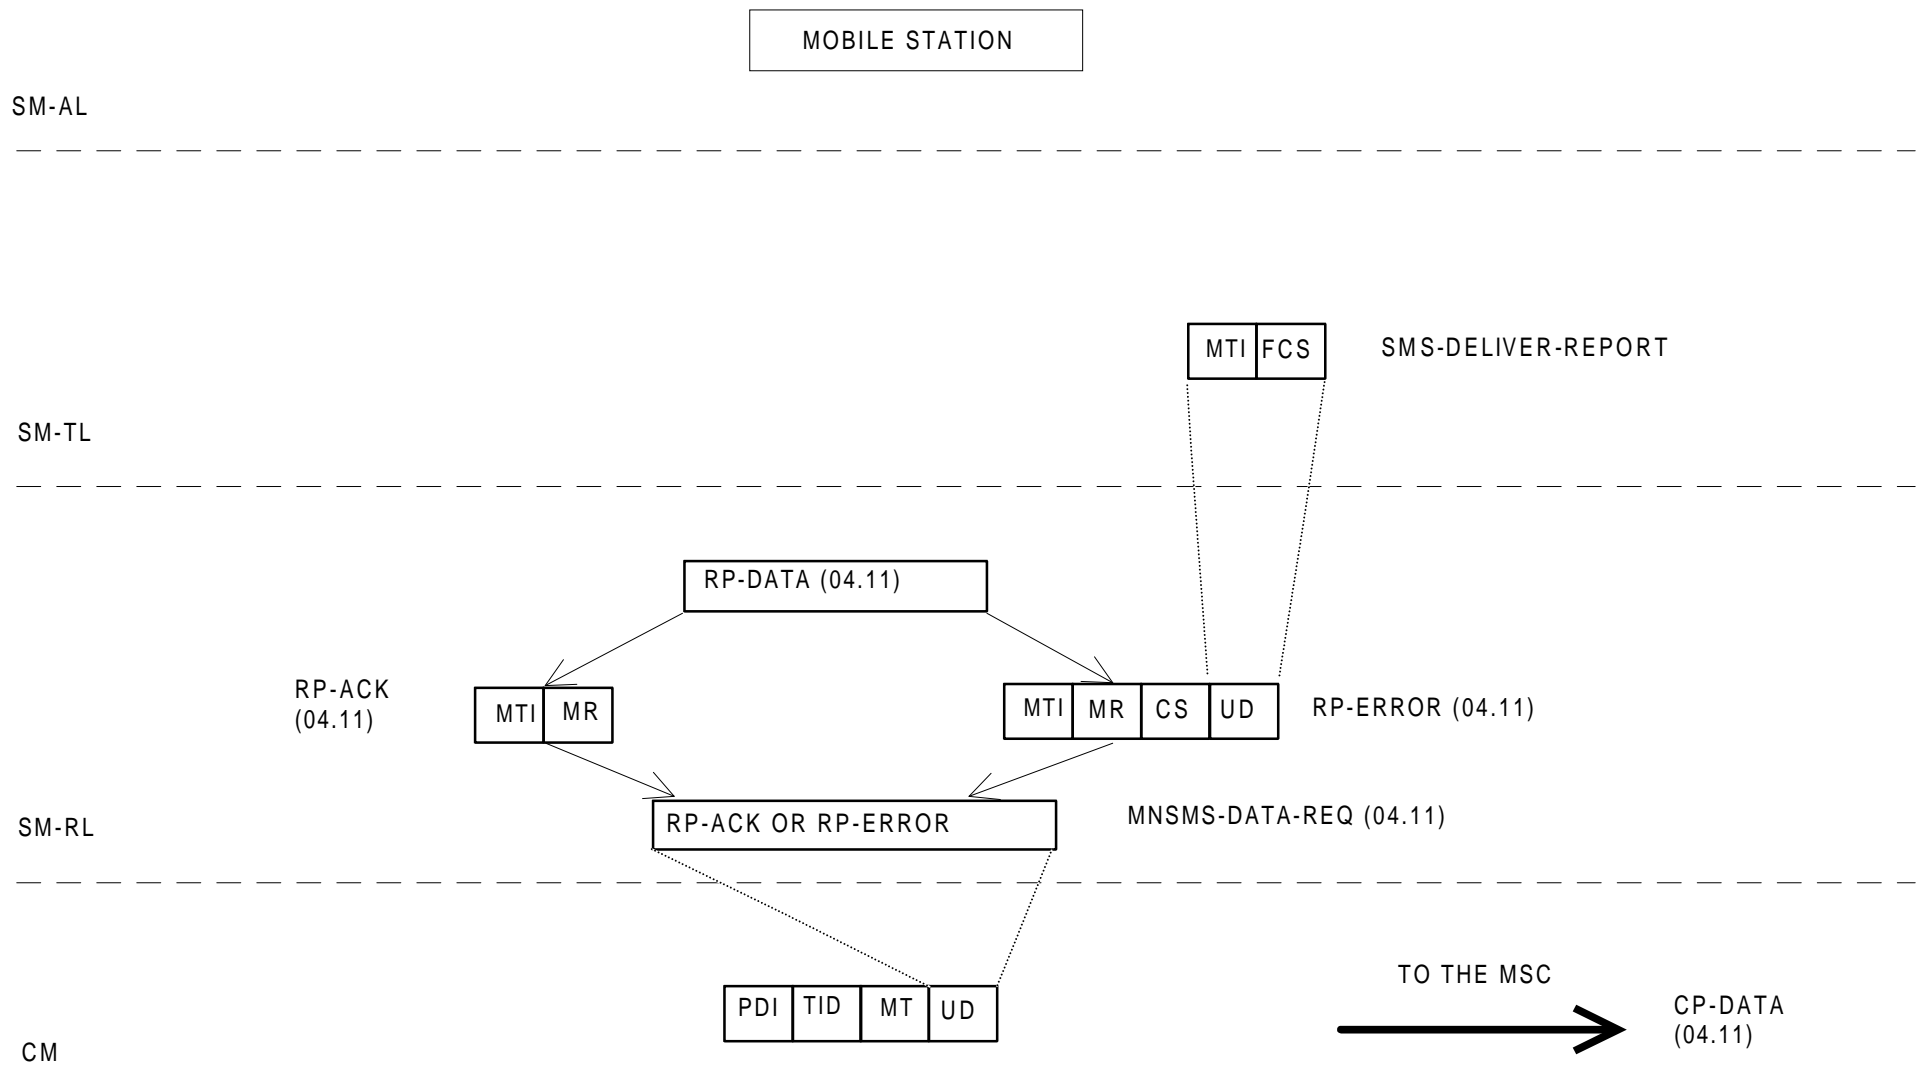 MOBILE STATION
SM-AL
MTI FCS SMS-DELIVER-REPORT
SM-TL
RP-DATA (04.11)
RP-ACK
(04.11)
MTI MR
MTI MR CS UD RP-ERROR (04.11)
RP-ACK OR RP-ERROR
MNSMS-DATA-REQ (04.11)
SM-RL
TO THE MSC
PDI TID MT UD
CP-DATA
(04.11)
CM